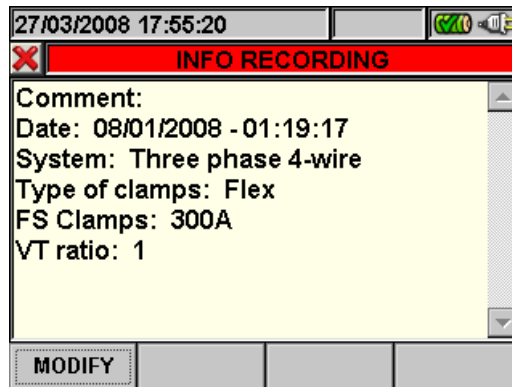 27/03/2008 17:55:20
INFO RECORDING
Comment:
Date: 08/01/2008 - 01:19:17
System: Three phase 4-wire
Type of clamps: Flex
FS Clamps: 300A
VT ratio: 1
MODIFY